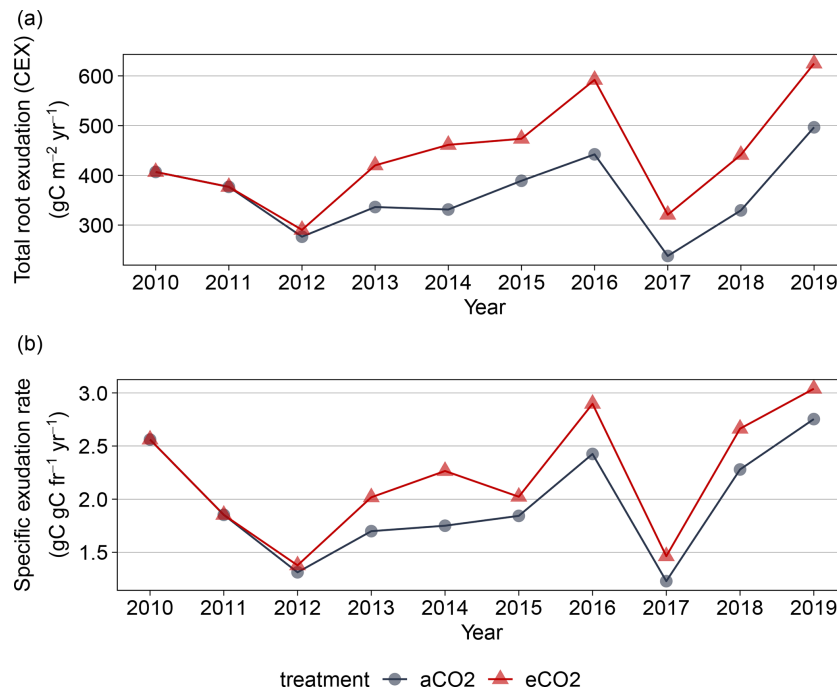 (a)
Total root exudation (CEX)
(gC m⁻² yr⁻¹)
600
500
400
300
2010 2011 2012 2013 2014 2015 2016 2017 2018 2019
Year
(b)
Specific exudation rate
(gC gC fr⁻¹ yr⁻¹)
3.0
2.5
2.0
1.5
2010 2011 2012 2013 2014 2015 2016 2017 2018 2019
Year
treatment aCO2 eCO2